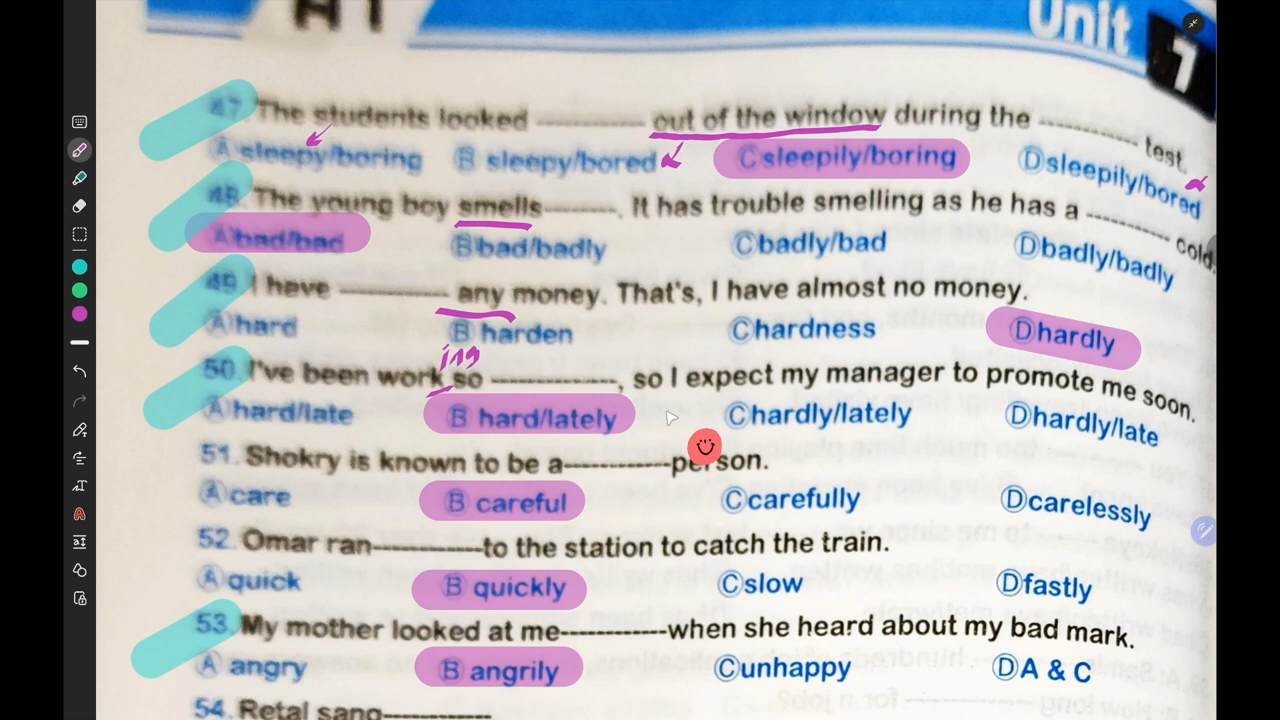 Unit 1
47. The students looked ------------ out of the window during the ----------- test.
A sleepy/boring B sleepy/bored C sleepily/boring D sleepily/bored
48. The young boy smells---------. It has trouble smelling as he has a ---------- cold.
A bad/bad B bad/badly C badly/bad D badly/badly
49. I have ------------ any money. That's, I have almost no money.
A hard B harden C hardness D hardly
ing
50. I've been work so --------------, so I expect my manager to promote me soon.
A hard/late B hard/lately C hardly/lately D hardly/late
51. Shokry is known to be a------------person.
A care B careful C carefully D carelessly
52. Omar ran------------to the station to catch the train.
A quick B quickly C slow D fastly
53. My mother looked at me------------when she heard about my bad mark.
A angry B angrily C unhappy D A & C
54. Retal sang------------